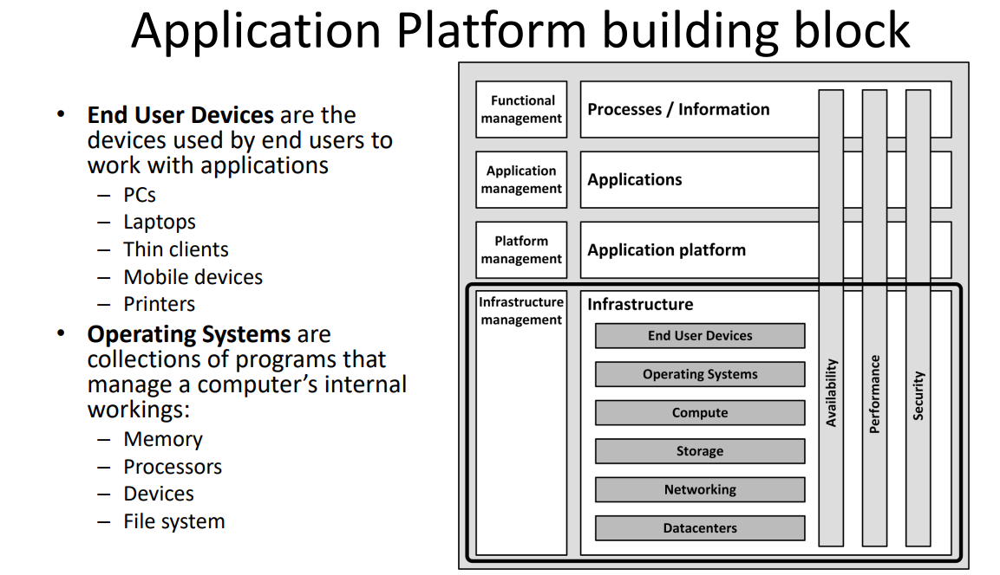 Application Platform building block
• End User Devices are the
devices used by end users to
work with applications
– PCs
– Laptops
– Thin clients
– Mobile devices
– Printers
• Operating Systems are
collections of programs that
manage a computer’s internal
workings:
– Memory
– Processors
– Devices
– File system
Functional
management
Processes / Information
Application
management
Applications
Platform
management
Application platform
Infrastructure
management
Infrastructure
End User Devices
Operating Systems
Compute
Storage
Networking
Datacenters
Availability
Performance
Security